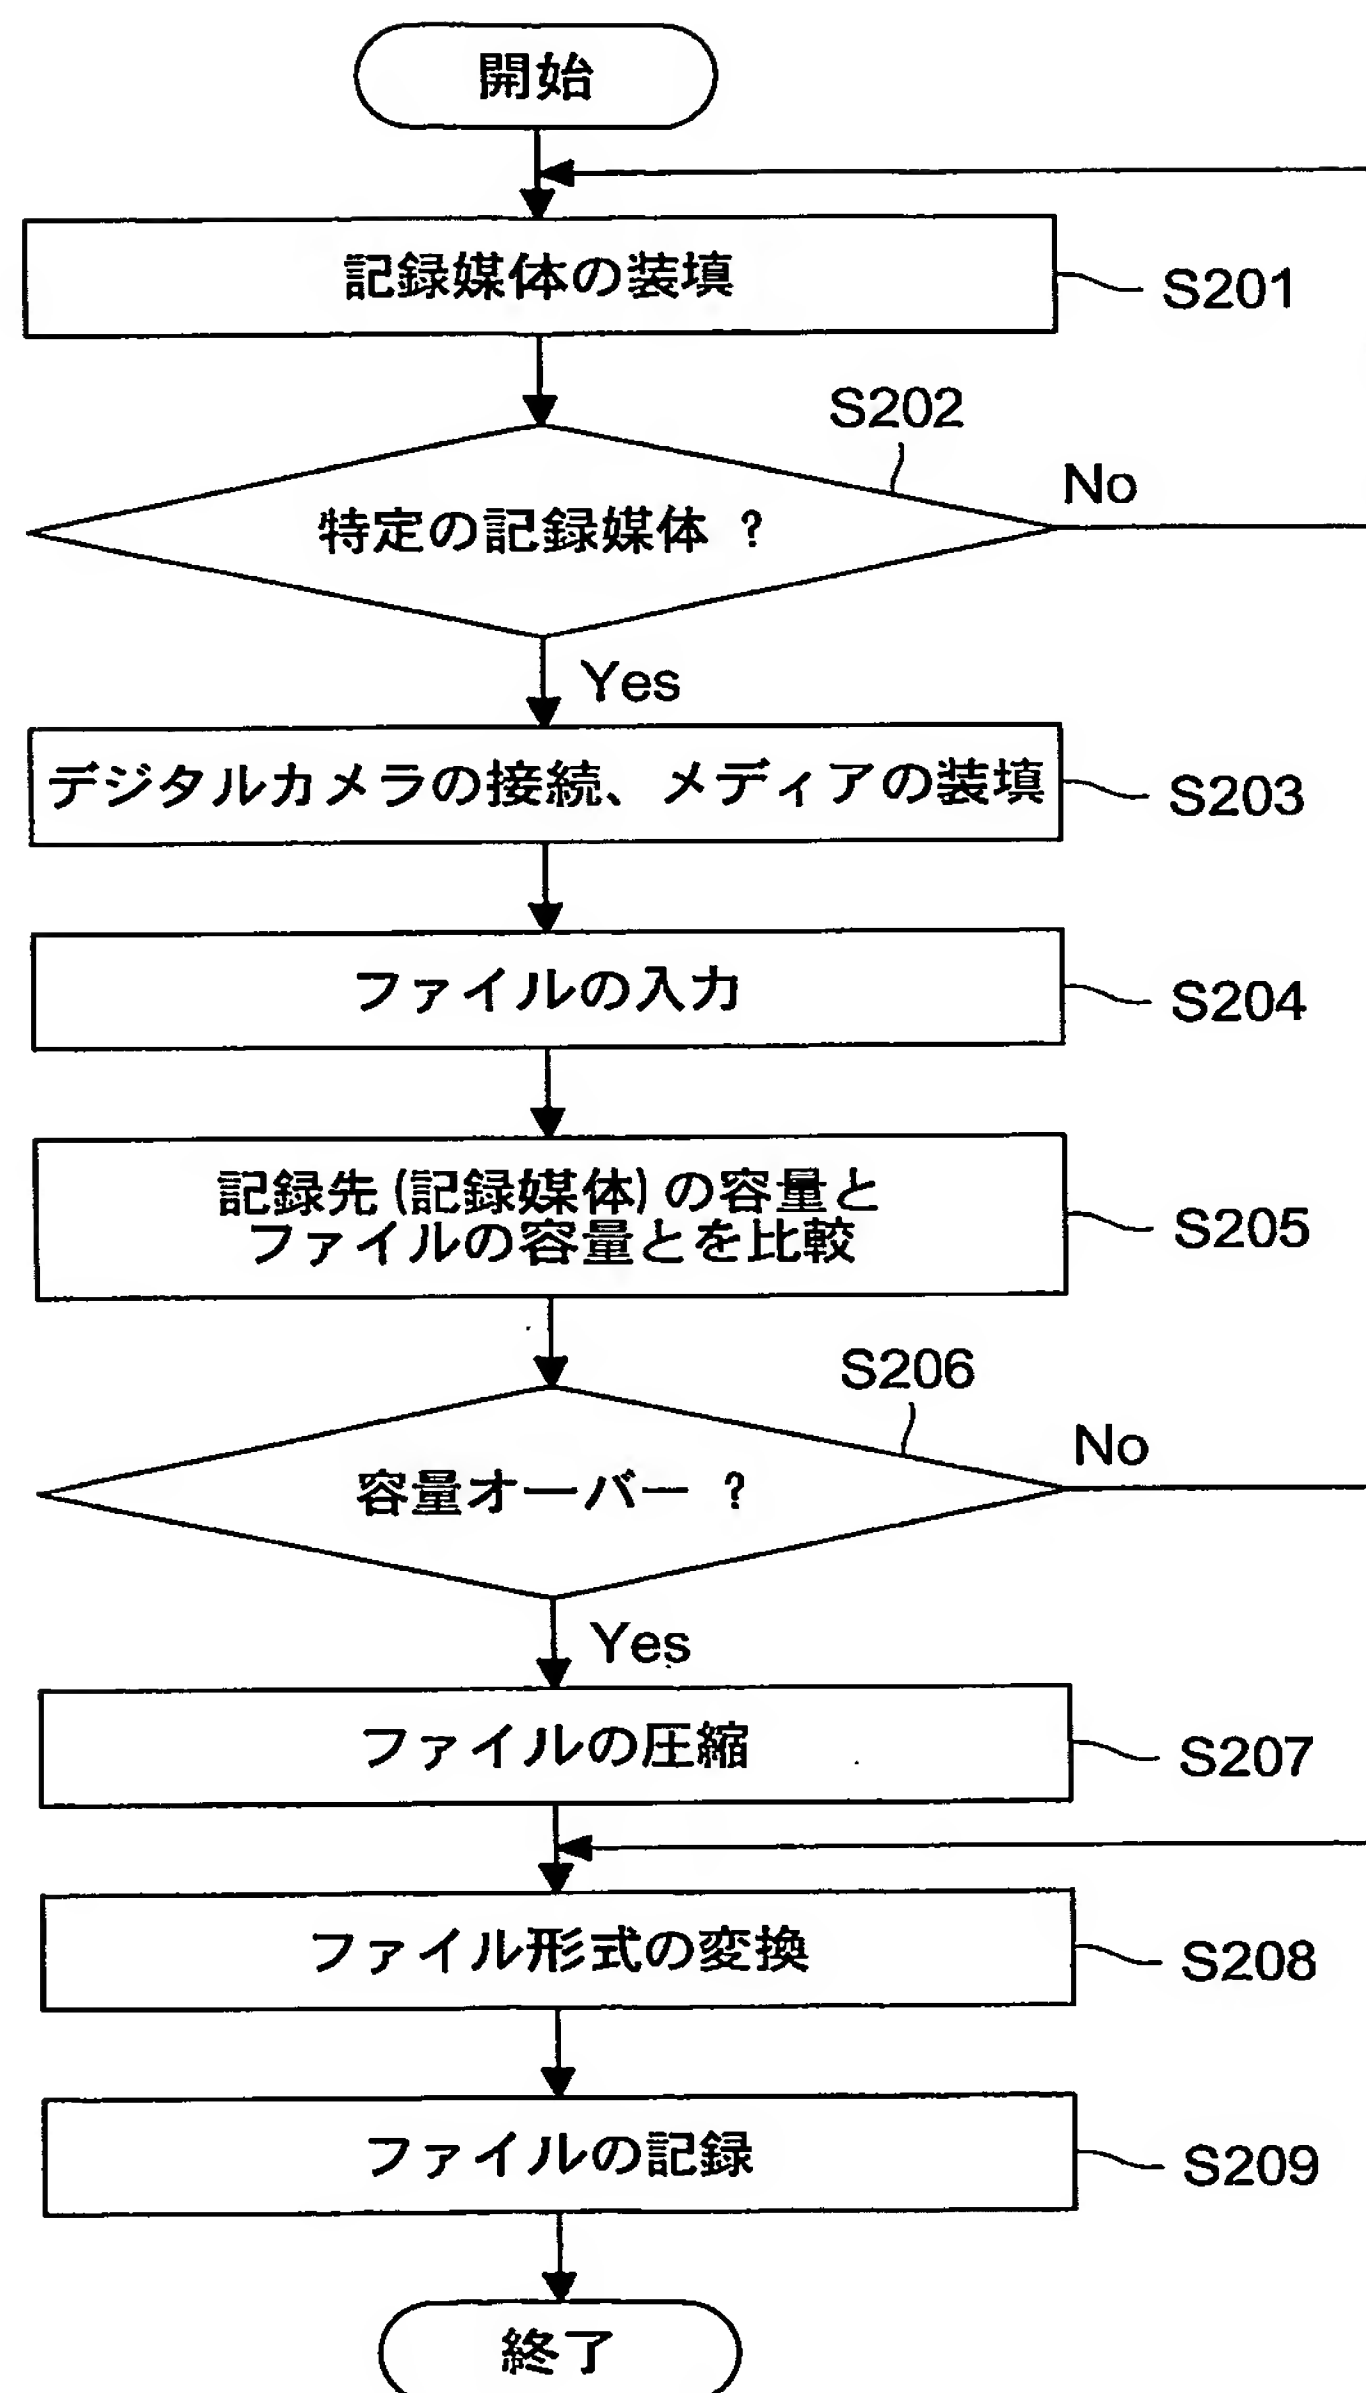 開始
記録媒体の装填
S201
S202
特定の記録媒体 ?
No
Yes
デジタルカメラの接続、メディアの装填
S203
ファイルの入力
S204
記録先 (記録媒体) の容量と
ファイルの容量とを比較
S205
S206
容量オーバー ?
No
Yes
ファイルの圧縮
S207
ファイル形式の変換
S208
ファイルの記録
S209
終了